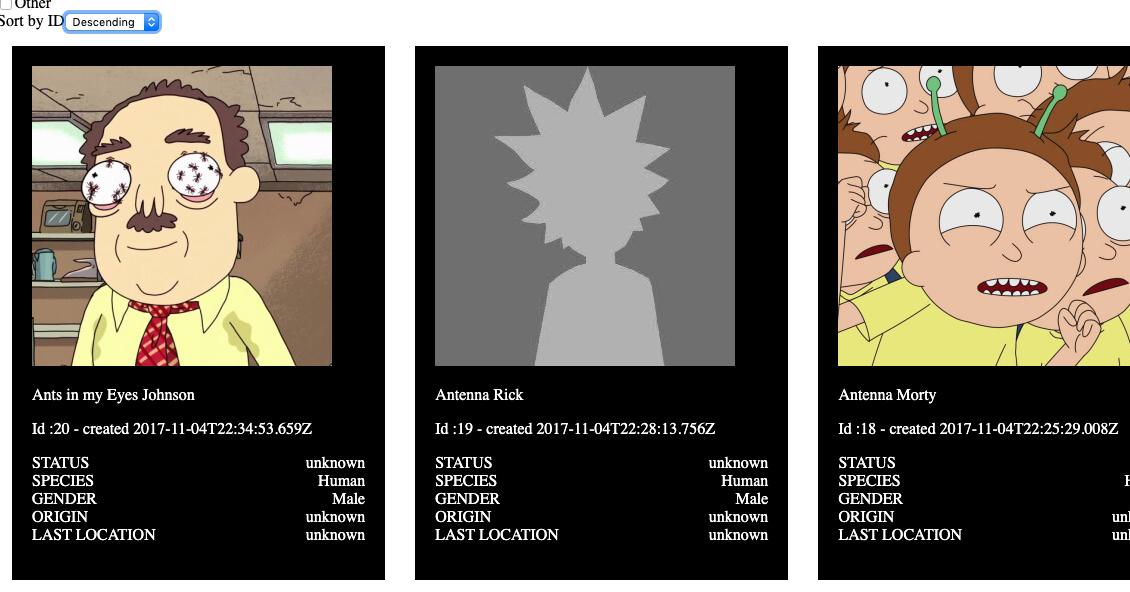 Other
Sort by ID Descending
Ants in my Eyes Johnson
Id :20 - created 2017-11-04T22:34:53.659Z
STATUS unknown
SPECIES Human
GENDER Male
ORIGIN unknown
LAST LOCATION unknown
Antenna Rick
Id :19 - created 2017-11-04T22:28:13.756Z
STATUS unknown
SPECIES Human
GENDER Male
ORIGIN unknown
LAST LOCATION unknown
Antenna Morty
Id :18 - created 2017-11-04T22:25:29.008Z
STATUS
SPECIES
GENDER
ORIGIN
LAST LOCATION